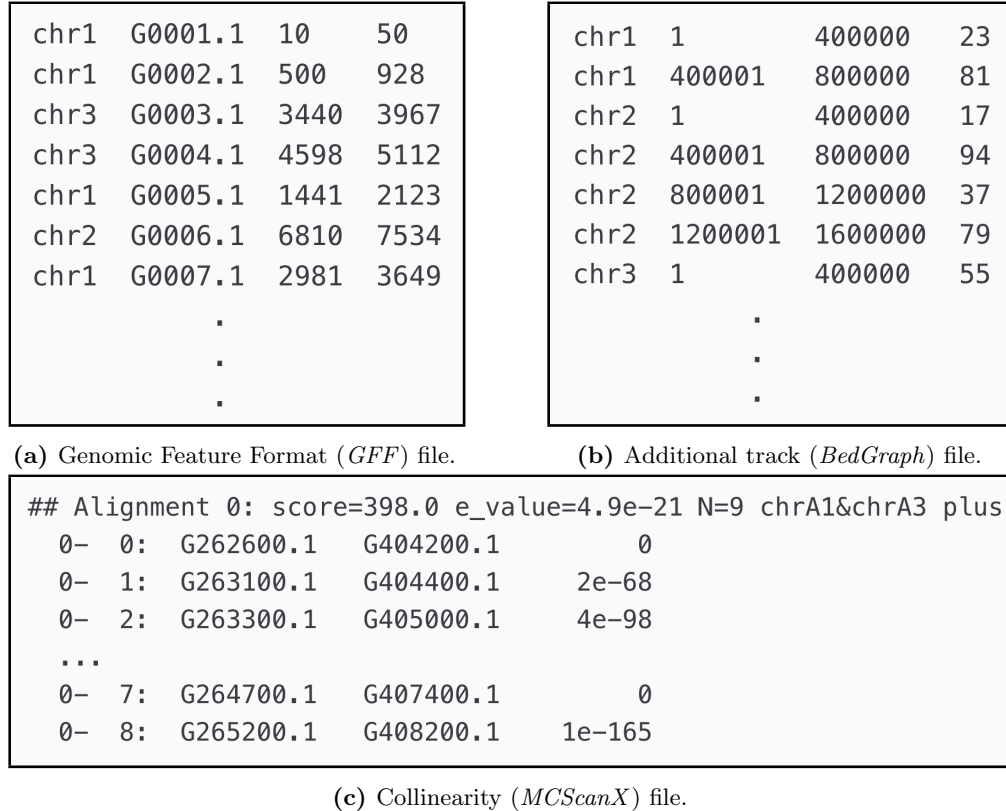 chr1 G0001.1 10 50
chr1 G0002.1 500 928
chr3 G0003.1 3440 3967
chr3 G0004.1 4598 5112
chr1 G0005.1 1441 2123
chr2 G0006.1 6810 7534
chr1 G0007.1 2981 3649
.
.
.
(a) Genomic Feature Format (GFF) file.
chr1 1 400000 23
chr1 400001 800000 81
chr2 1 400000 17
chr2 400001 800000 94
chr2 800001 1200000 37
chr2 1200001 1600000 79
chr3 1 400000 55
.
.
.
(b) Additional track (BedGraph) file.
## Alignment 0: score=398.0 e_value=4.9e-21 N=9 chrA1&chrA3 plus
0- 0: G262600.1 G404200.1 0
0- 1: G263100.1 G404400.1 2e-68
0- 2: G263300.1 G405000.1 4e-98
...
0- 7: G264700.1 G407400.1 0
0- 8: G265200.1 G408200.1 1e-165
(c) Collinearity (MCScanX) file.